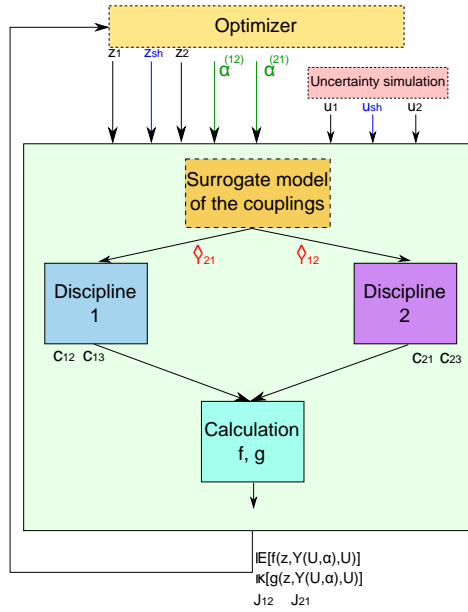 Optimizer
z1 zsh z2 α(12) α(21)
Uncertainty simulation
u1 ush u2
Surrogate model
of the couplings
ŷ21 ŷ12
Discipline
1
Discipline
2
c12 c13
c21 c23
Calculation
f, g
𝔼[f(z,Y(U,α),U)]
𝕂[g(z,Y(U,α),U)]
J12 J21